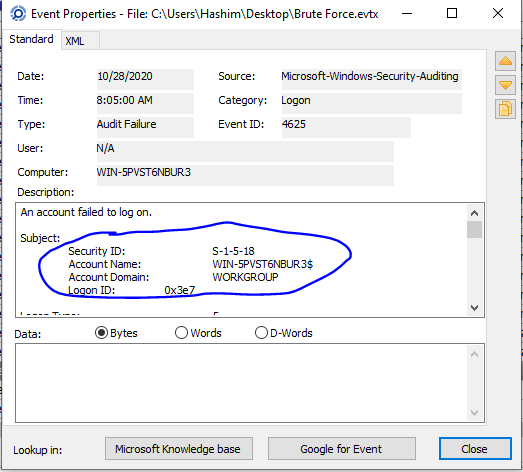 Event Properties - File: C:\Users\Hashim\Desktop\Brute Force.evtx
Standard XML
Date: 10/28/2020 Source: Microsoft-Windows-Security-Auditing
Time: 8:05:00 AM Category: Logon
Type: Audit Failure Event ID: 4625
User: N/A
Computer: WIN-5PVST6NBUR3
Description:
An account failed to log on.
Subject:
Security ID: S-1-5-18
Account Name: WIN-5PVST6NBUR3$
Account Domain: WORKGROUP
Logon ID: 0x3e7
Data: Bytes Words D-Words
Lookup in: Microsoft Knowledge base Google for Event Close